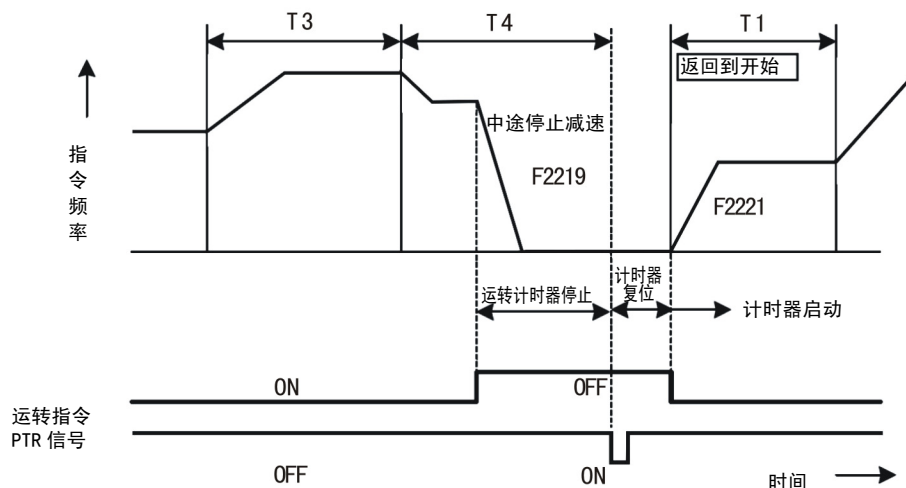 T3
T4
T1
返回到开始
指令频率
中途停止减速
F2219
F2221
运转计时器停止
计时器
复位
计时器启动
ON
OFF
运转指令
PTR 信号
OFF
ON
时间